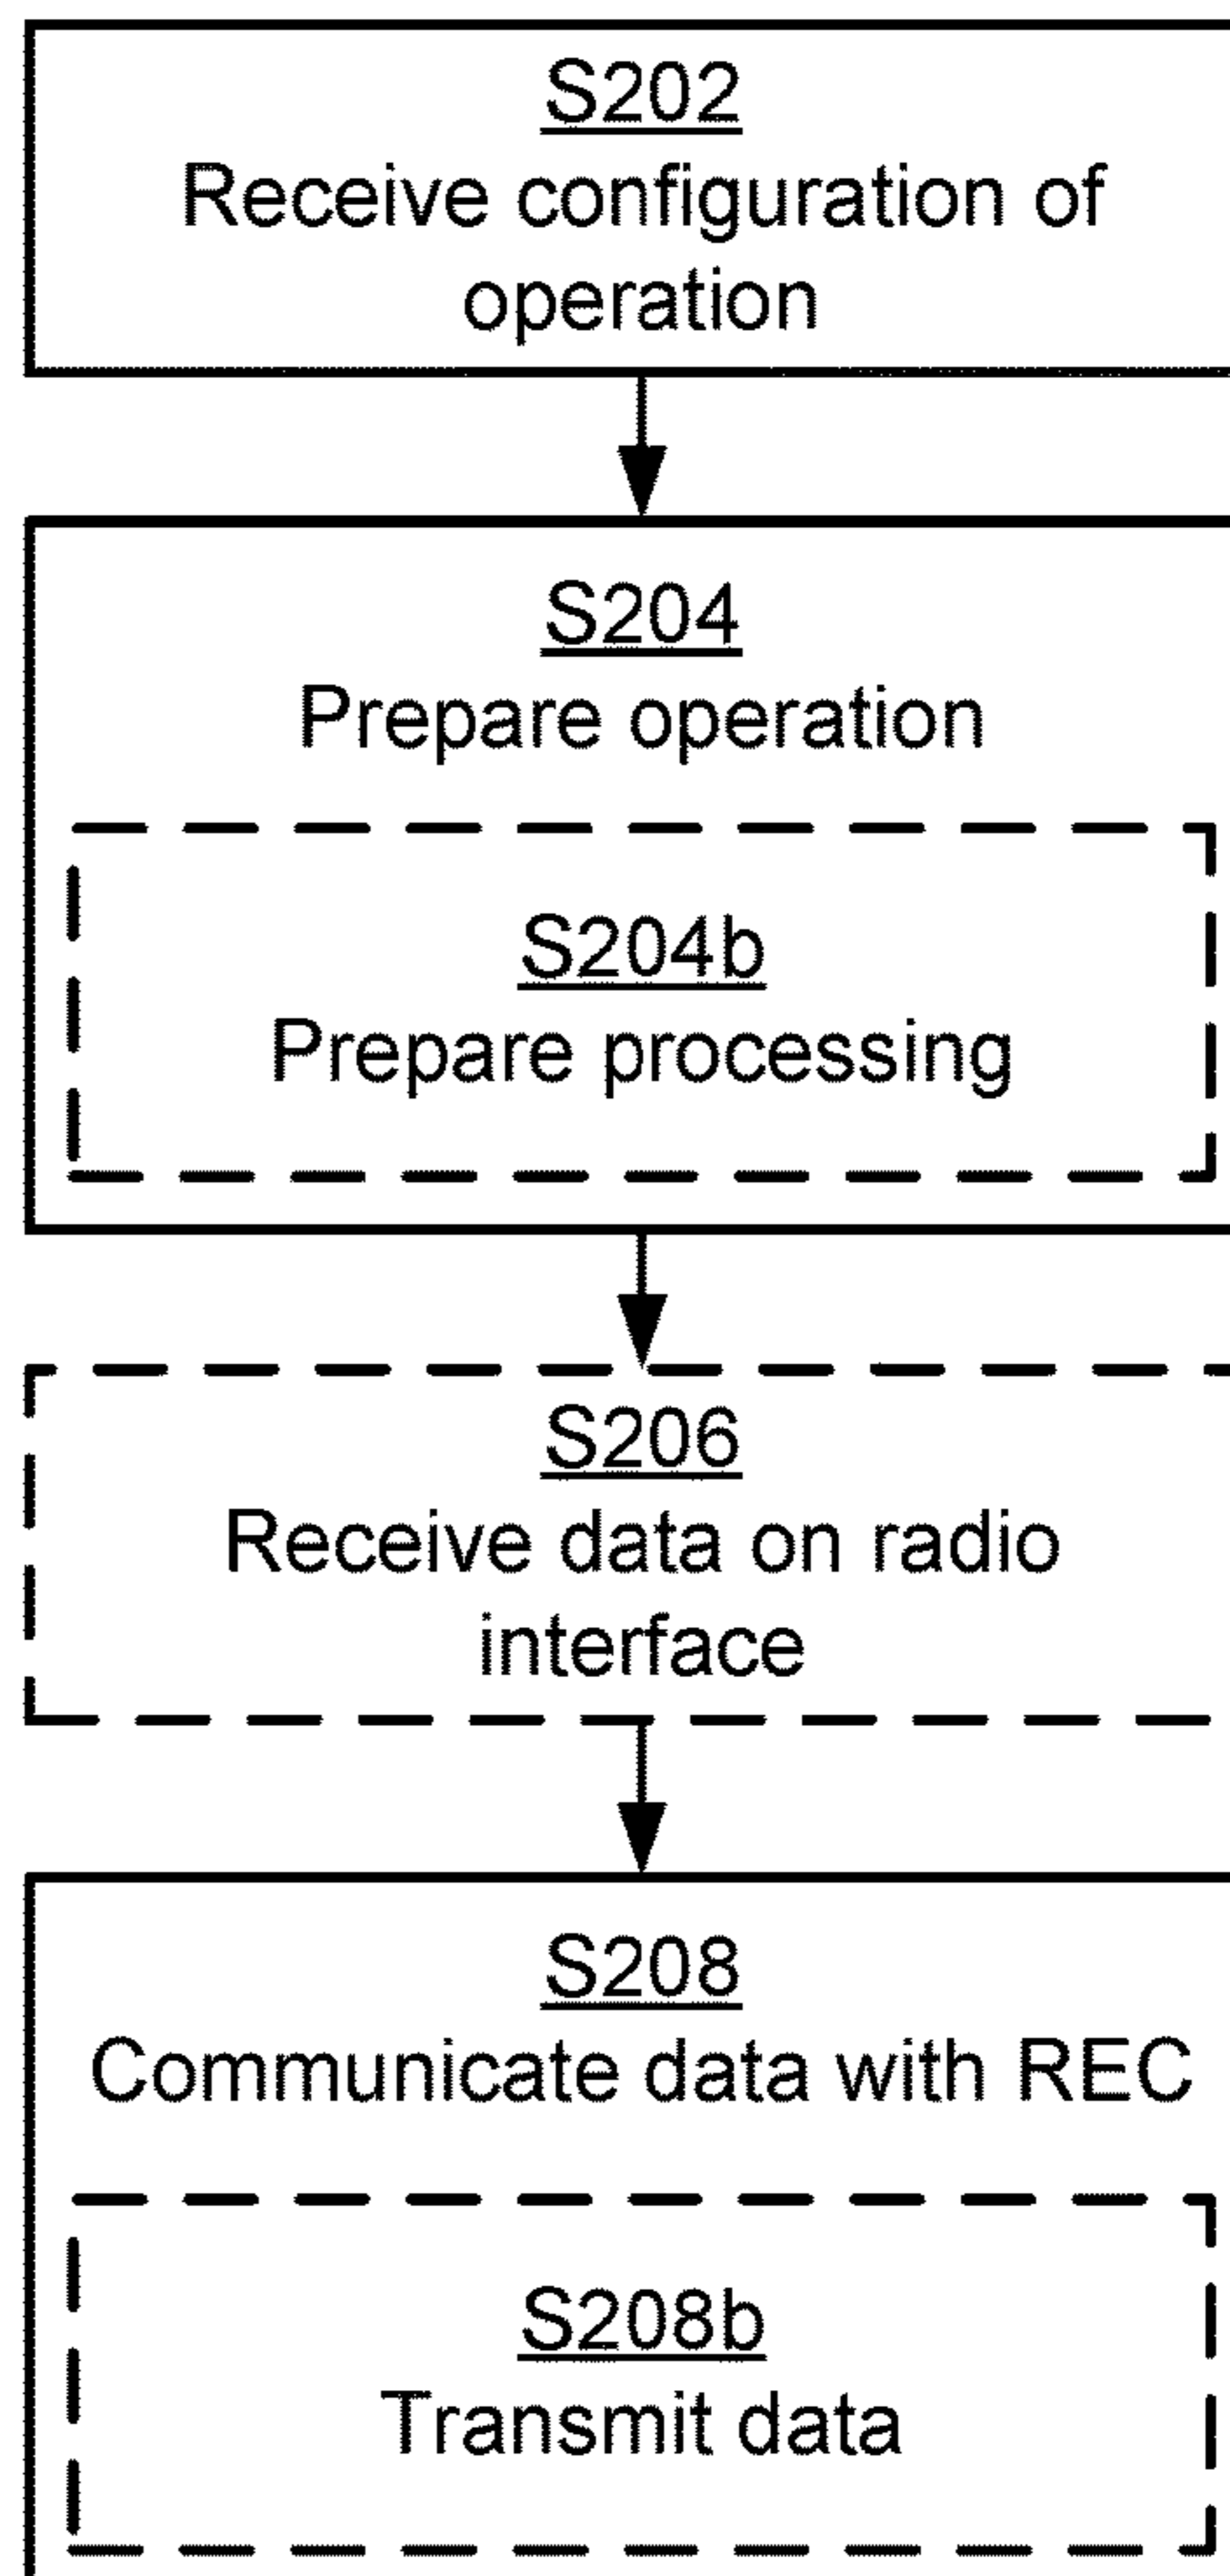 S202
Receive configuration of
operation
S204
Prepare operation
S204b
Prepare processing
S206
Receive data on radio
interface
S208
Communicate data with REC
S208b
Transmit data